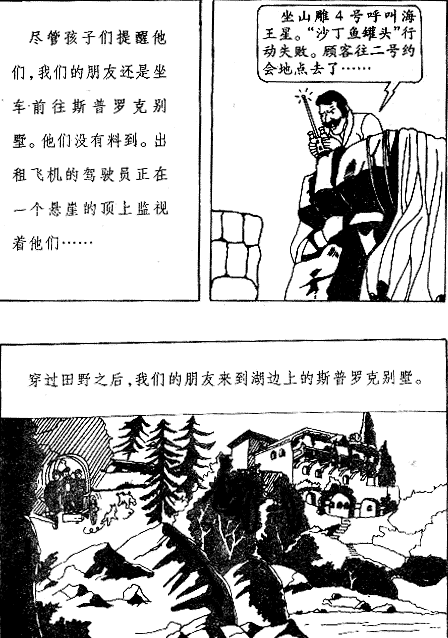 尽管孩子们提醒他
们，我们的朋友还是坐
车前往斯普罗克别
墅。他们没有料到。出
租飞机的驾驶员正在
一个悬崖的顶上监视
着他们……
坐山雕4号呼叫海
王星。“沙丁鱼罐头”行
动失败。顾客往二号约
会地点去了……
穿过田野之后，我们的朋友来到湖边上的斯普罗克别墅。